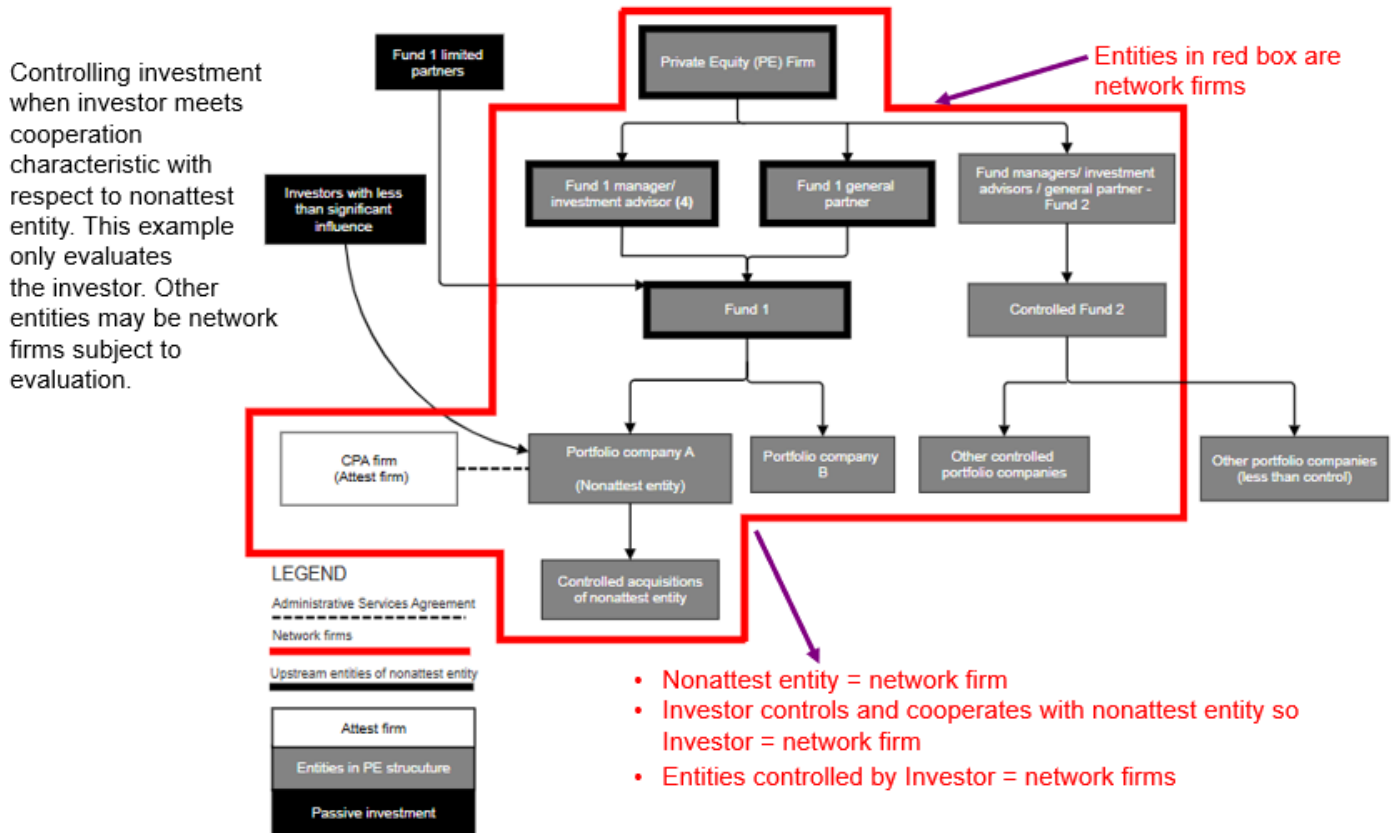 Controlling investment
when investor meets
cooperation
characteristic with
respect to nonattest
entity. This example
only evaluates
the investor. Other
entities may be network
firms subject to
evaluation.
Fund 1 limited
partners
Private Equity (PE) Firm
Entities in red box are
network firms
Investors with less
than significant
influence
Fund 1 manager/
investment advisor (4)
Fund 1 general
partner
Fund managers/ investment
advisors / general partner -
Fund 2
Fund 1
Controlled Fund 2
CPA firm
(Attest firm)
Portfolio company A
(Nonattest entity)
Portfolio company
B
Other controlled
portfolio companies
Other portfolio companies
(less than control)
Controlled acquisitions
of nonattest entity
LEGEND
Administrative Services Agreement
Network firms
Upstream entities of nonattest entity
Attest firm
Entities in PE strucuture
Passive investment
• Nonattest entity = network firm
• Investor controls and cooperates with nonattest entity so
Investor = network firm
• Entities controlled by Investor = network firms